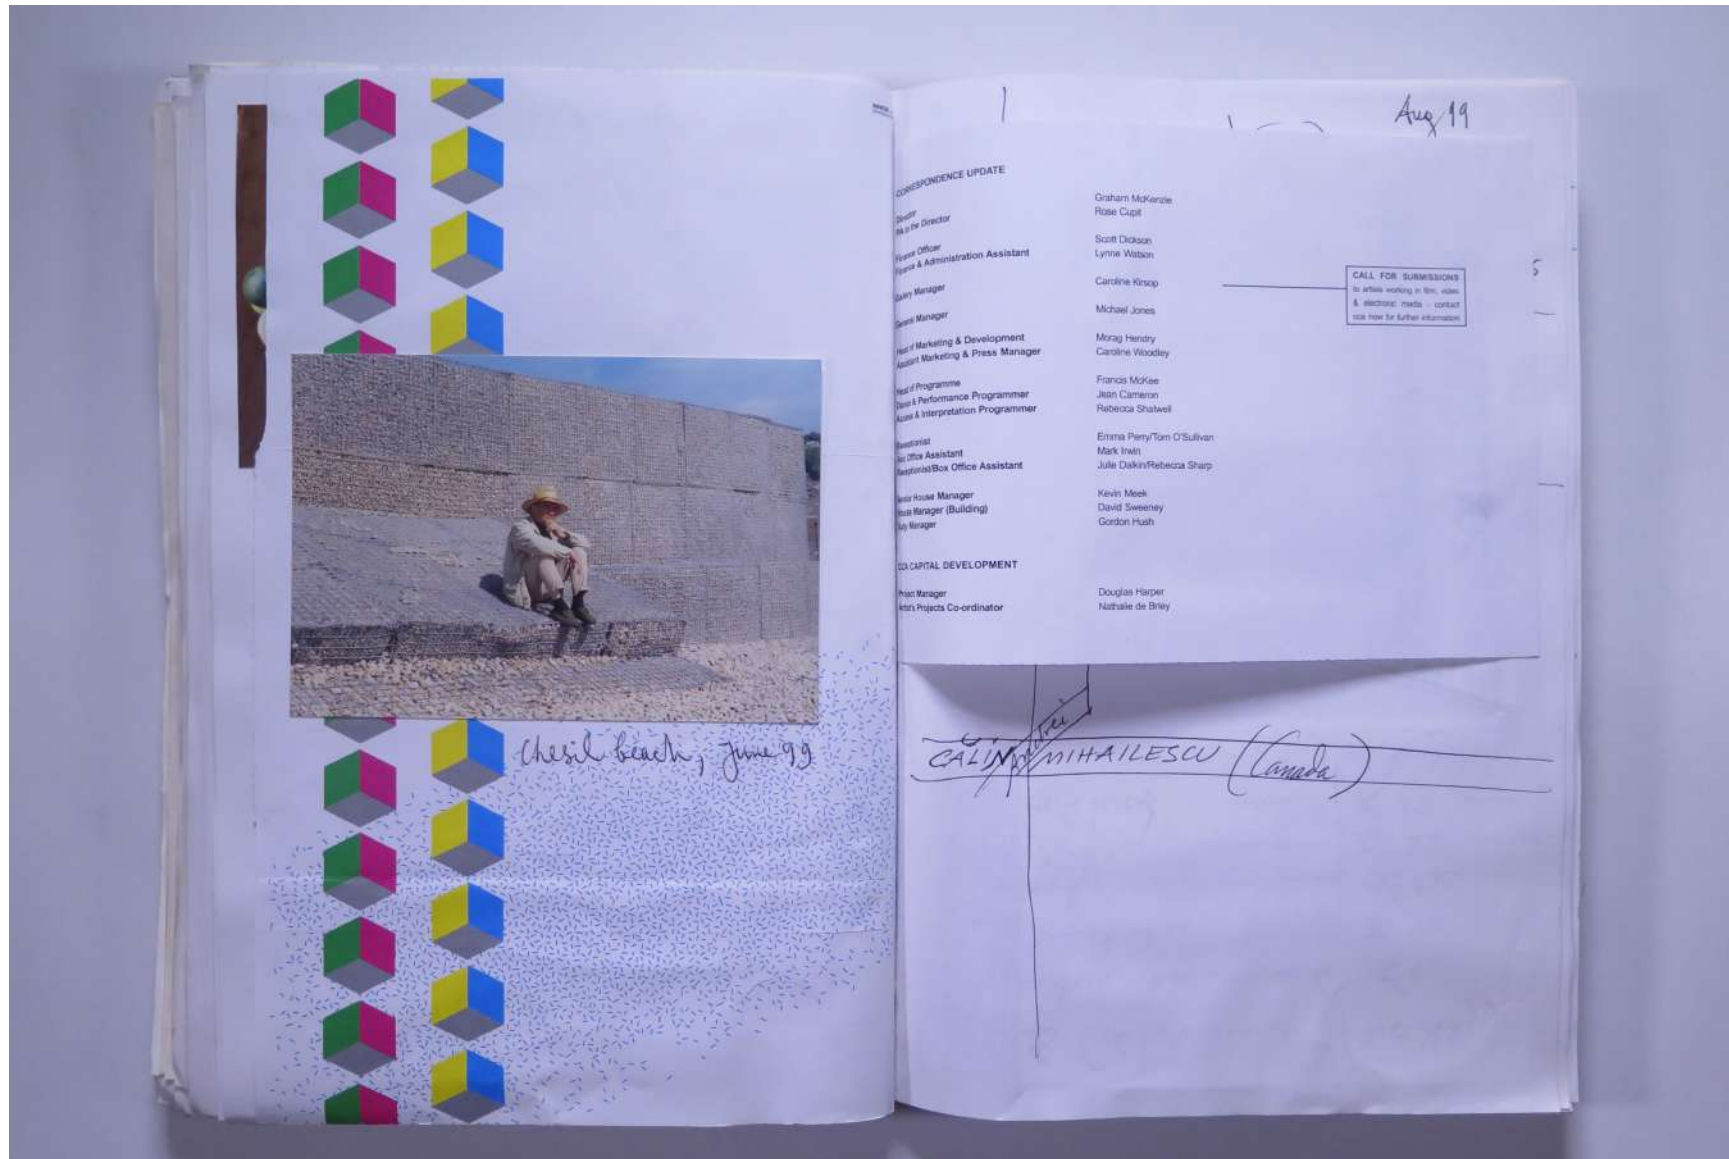 Chesil beach, June 99
Aug 99
CORRESPONDENCE UPDATE
Director Graham McKenzie
PA to the Director Rose Cupit
Finance Officer Scott Dickson
Finance & Administration Assistant Lynne Watson
Gallery Manager Caroline Kirsop
CALL FOR SUBMISSIONS
to artists working in film, video
& electronic media - contact
cca now for further information
General Manager Michael Jones
Head of Marketing & Development Morag Hendry
Assistant Marketing & Press Manager Caroline Woodley
Head of Programme Francis McKee
Dance & Performance Programmer Jean Cameron
Access & Interpretation Programmer Rebecca Shatwell
Receptionist Emma Perry/Tom O'Sullivan
Box Office Assistant Mark Irwin
Receptionist/Box Office Assistant Julie Dalkin/Rebecca Sharp
Senior House Manager Kevin Meek
House Manager (Building) David Sweeney
Duty Manager Gordon Hush
CCA CAPITAL DEVELOPMENT
Project Manager Douglas Harper
Artist's Projects Co-ordinator Nathalie de Briey
Andrei
CĂLIN MIHAILESCU (Canada)